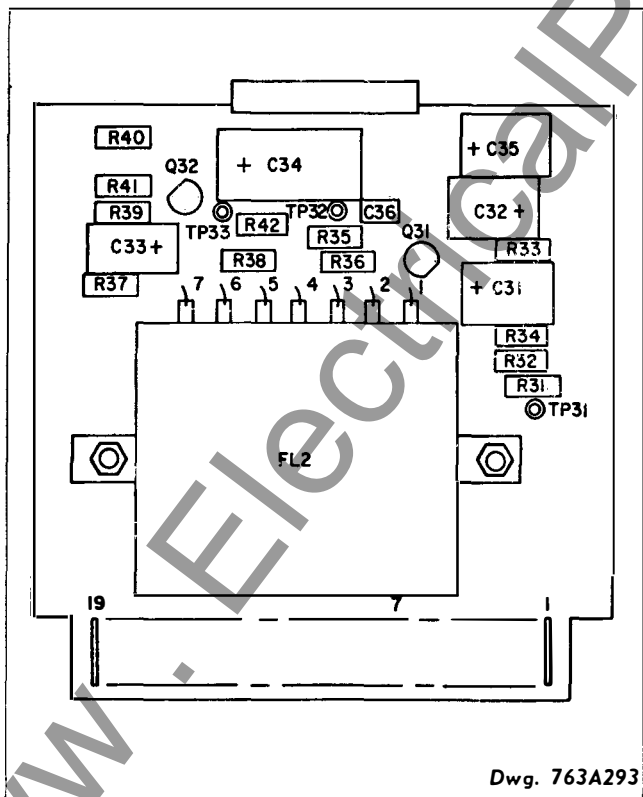 R40
Q32
+ C34
+ C35
R41
R39
TP33
R42
TP32
C36
C32+
R35
Q31
C33+
R38
R36
R33
R37
7 6 5 4 3 2 1
+ C31
R34
R32
R31
TP31
FL2
19 7 1
Dwg. 763A293
www . ElectricalP